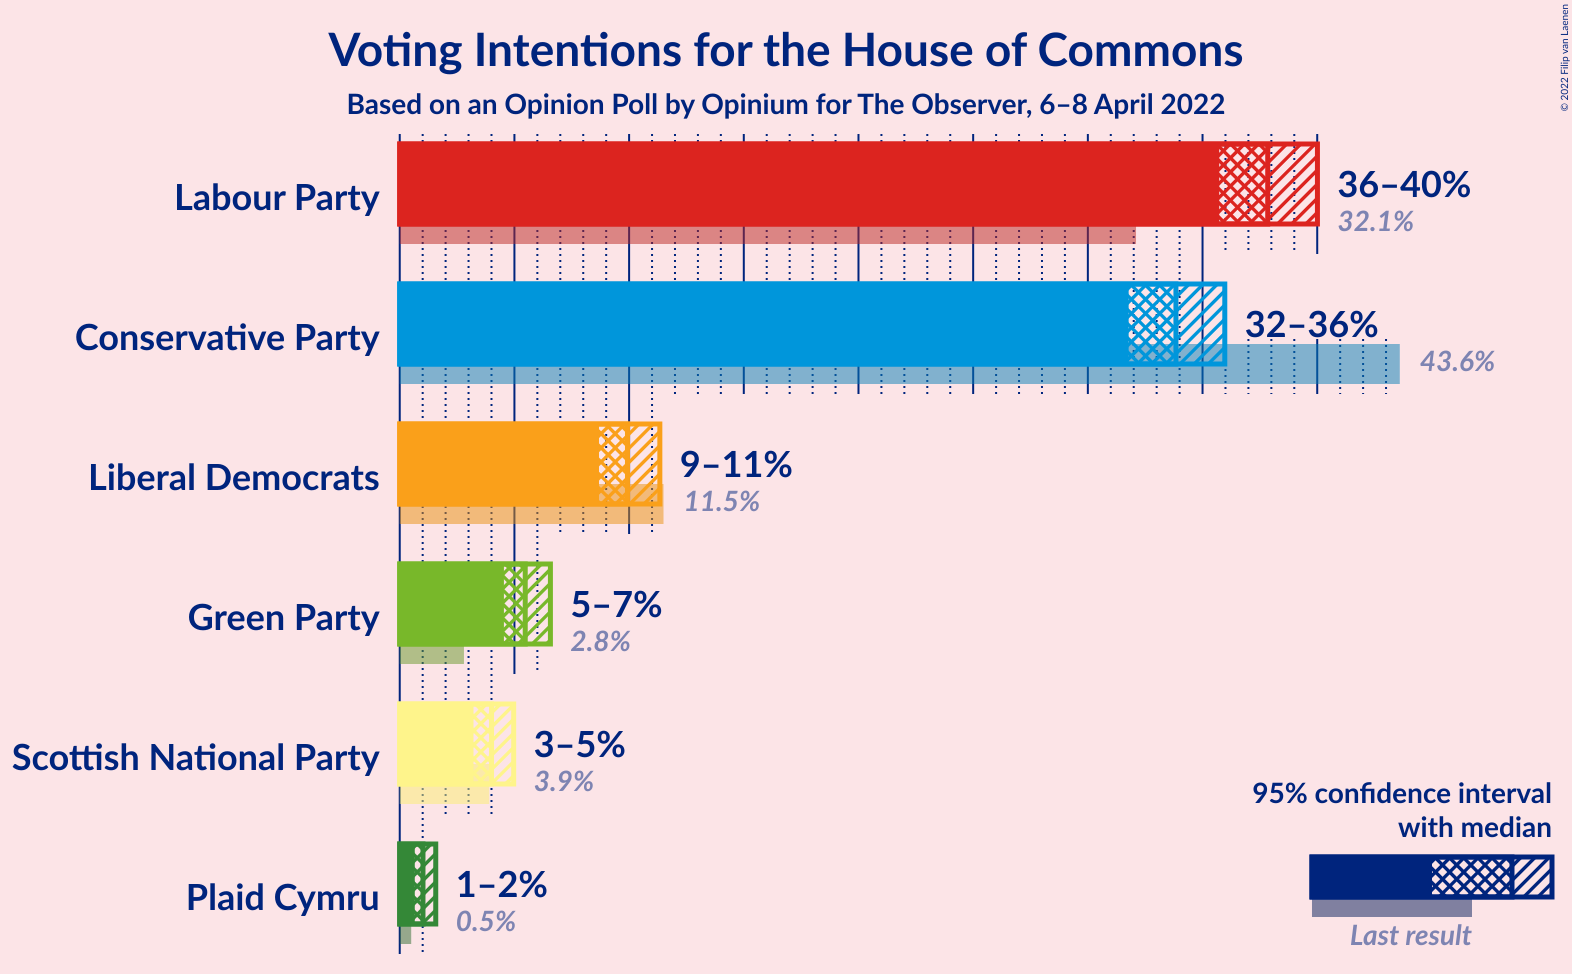 Voting Intentions for the House of Commons
Based on an Opinion Poll by Opinium for The Observer, 6–8 April 2022
© 2022 Filip van Laenen
Labour Party
36–40%
32.1%
Conservative Party
32–36%
43.6%
Liberal Democrats
9–11%
11.5%
Green Party
5–7%
2.8%
Scottish National Party
3–5%
3.9%
Plaid Cymru
1–2%
0.5%
95% confidence interval
with median
Last result